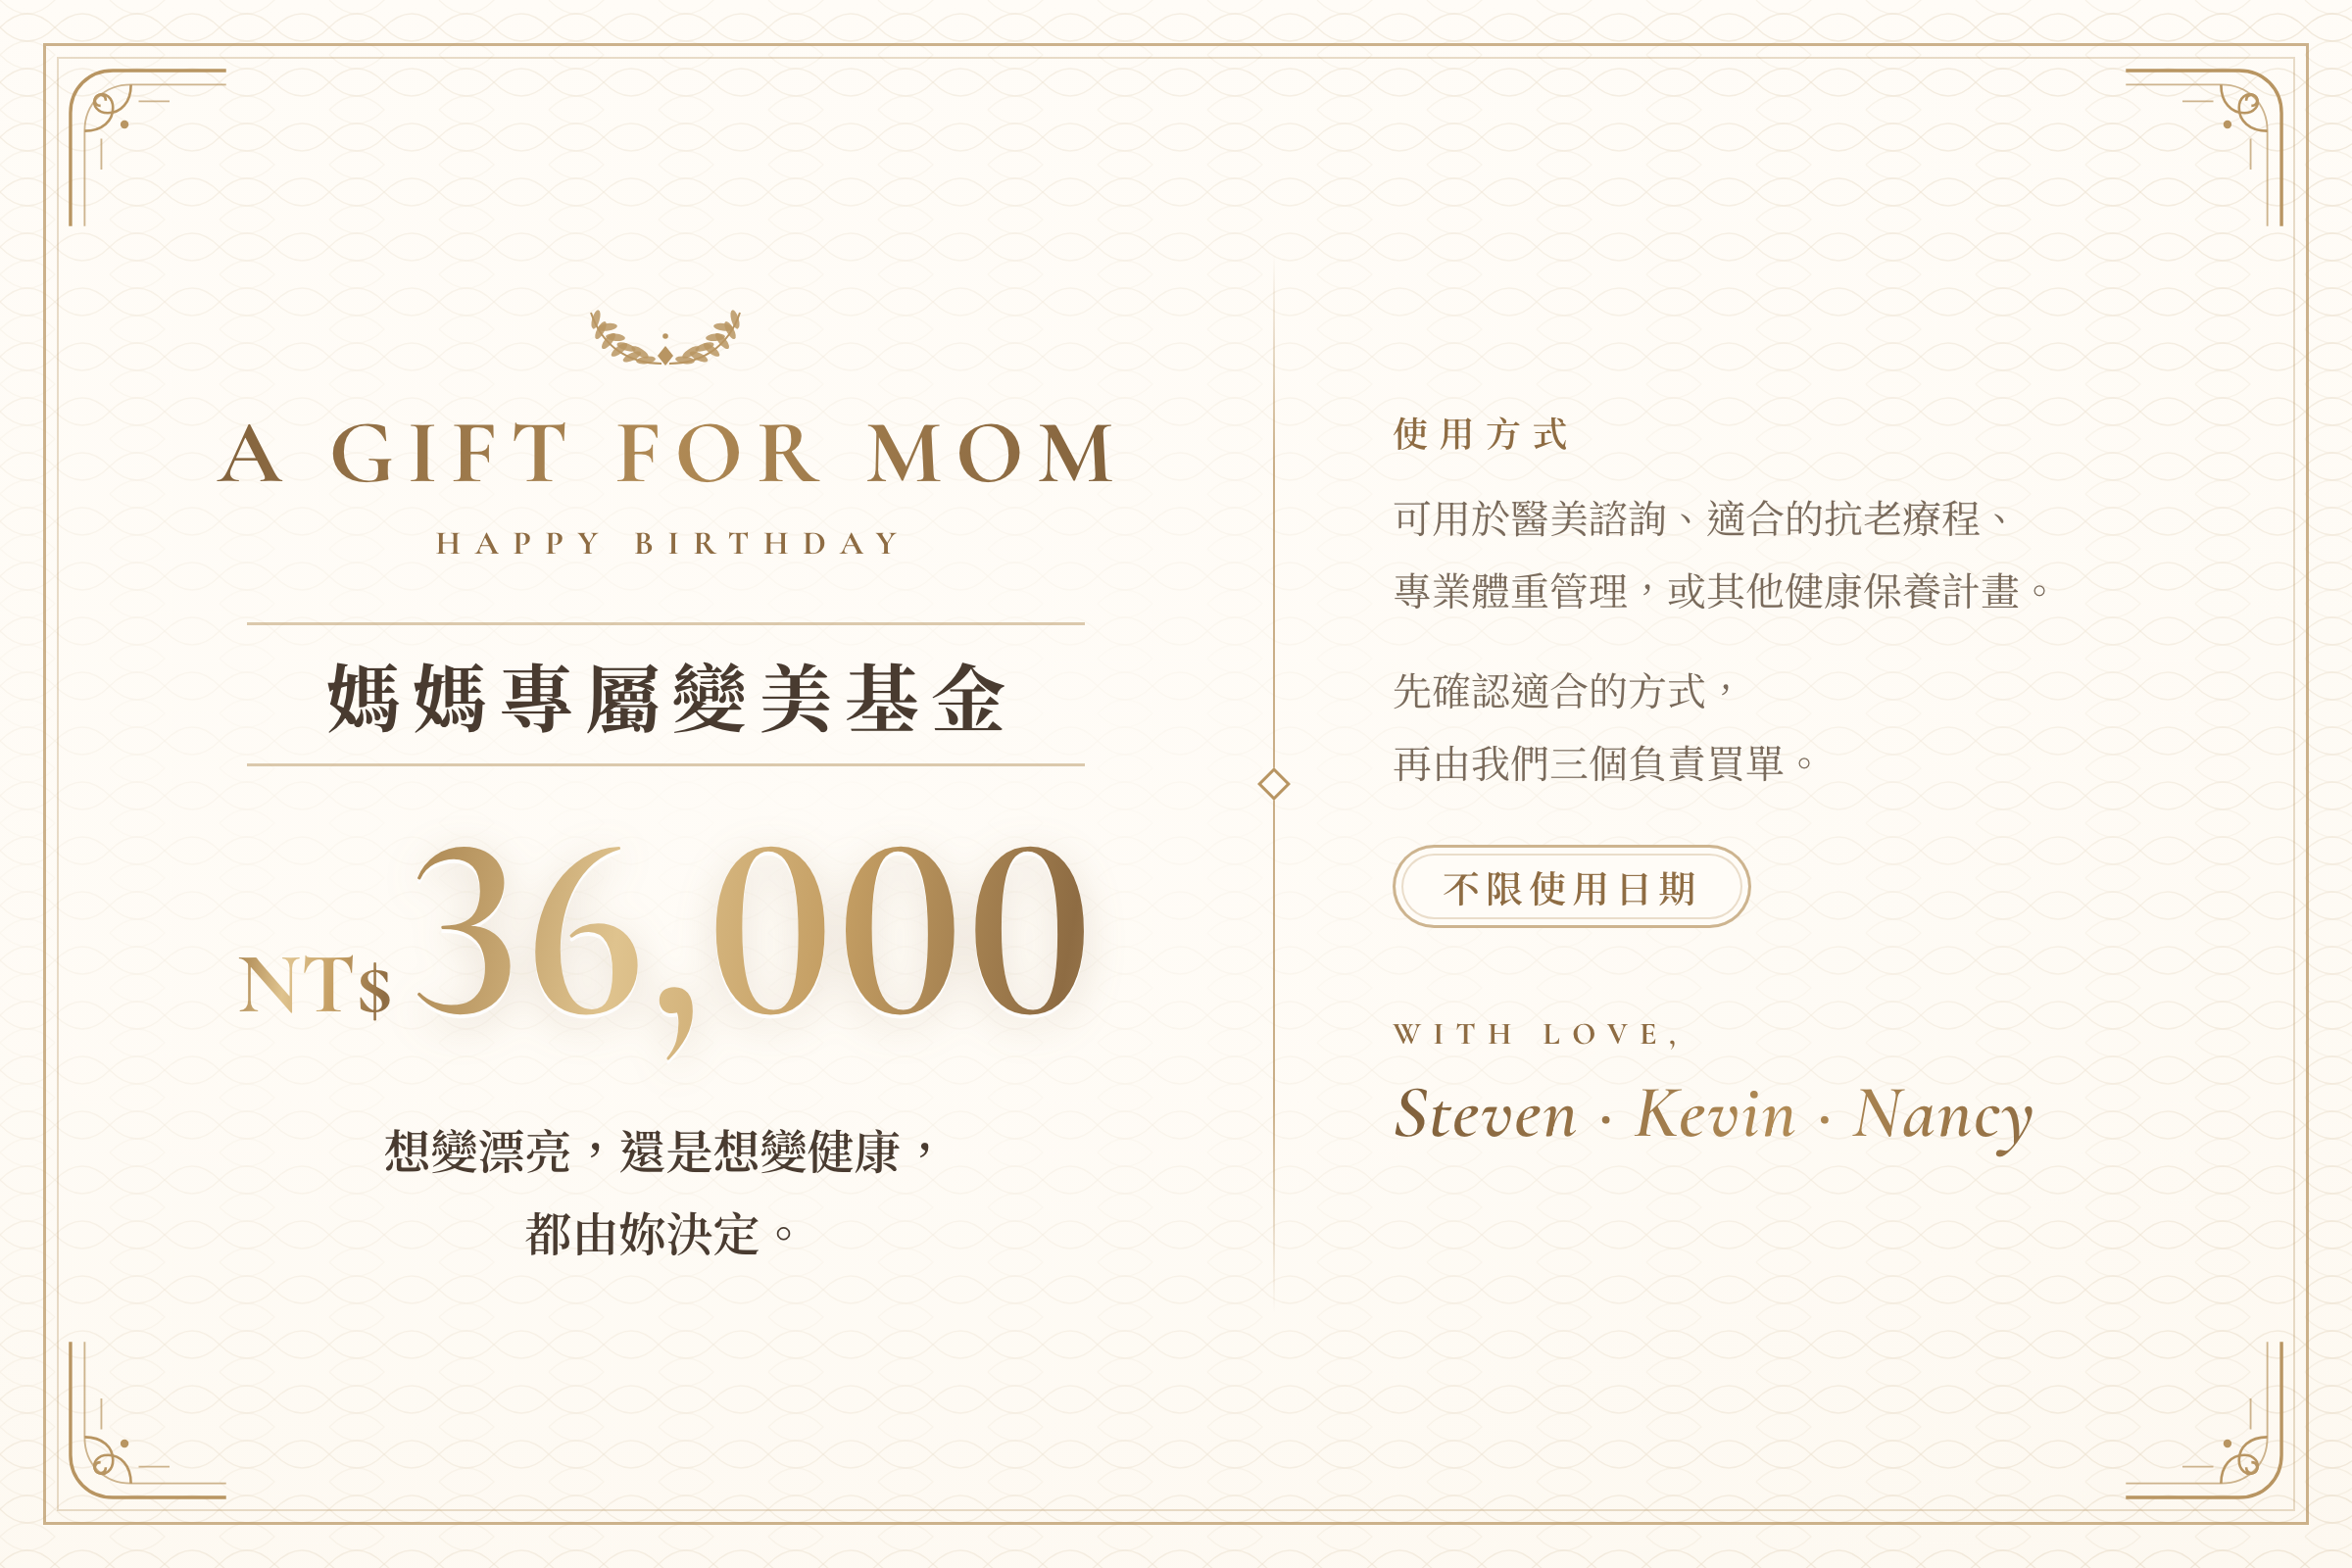 A GIFT FOR MOM
HAPPY BIRTHDAY
媽媽專屬變美基金
NT$ 36,000
想變漂亮，還是想變健康，
都由妳決定。
使用方式
可用於醫美諮詢、適合的抗老療程、
專業體重管理，或其他健康保養計畫。
先確認適合的方式，
再由我們三個負責買單。
不限使用日期
WITH LOVE,
Steven · Kevin · Nancy